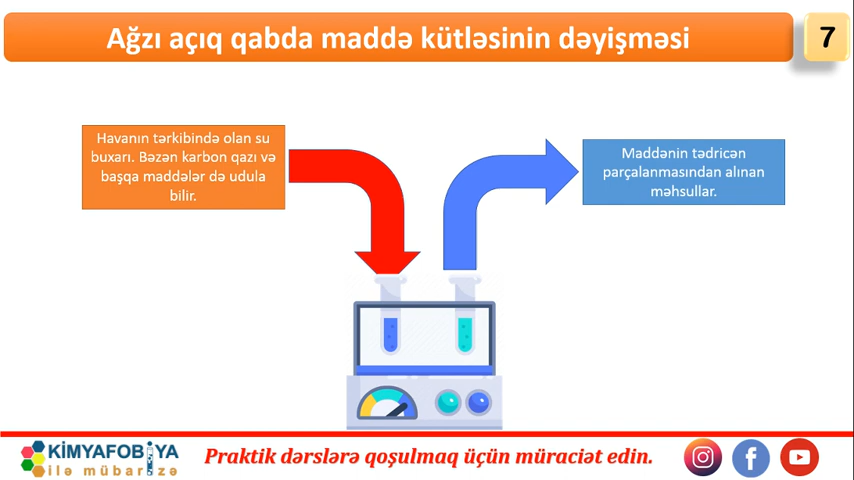 Ağzı açıq qabda maddə kütləsinin dəyişməsi
7
Havanın tərkibində olan su
buxarı. Bəzən karbon qazı və
başqa maddələr də udula
bilir.
Maddənin tədricən
parçalanmasından alınan
məhsullar.
KİMYAFOBİYA
ilə mübarizə
Praktik dərslərə qoşulmaq üçün müraciət edin.